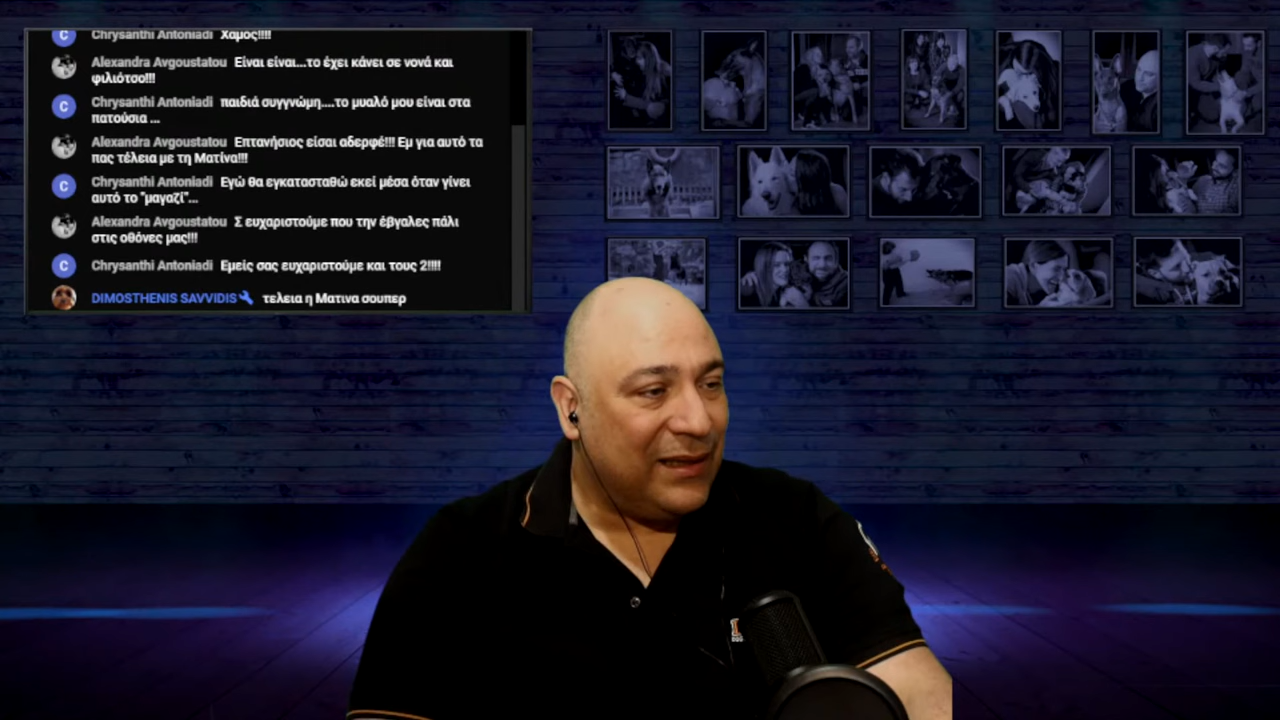 Chrysanthi Antoniadi Χαμος!!!!
Alexandra Avgoustatou Είναι είναι...το έχει κάνει σε νονά και
φιλιότσο!!!
Chrysanthi Antoniadi παιδιά συγγνώμη....το μυαλό μου είναι στα
πατούσια ...
Alexandra Avgoustatou Επτανήσιος είσαι αδερφέ!!! Εμ για αυτό τα
πας τέλεια με τη Ματίνα!!!
Chrysanthi Antoniadi Εγώ θα εγκατασταθώ εκεί μέσα όταν γίνει
αυτό το "μαγαζί"...
Alexandra Avgoustatou Σ ευχαριστούμε που την έβγαλες πάλι
στις οθόνες μας!!!
Chrysanthi Antoniadi Εμείς σας ευχαριστούμε και τους 2!!!!
DIMOSTHENIS SAVVIDIS τελεια η Ματινα σουπερ
C
C
C
C